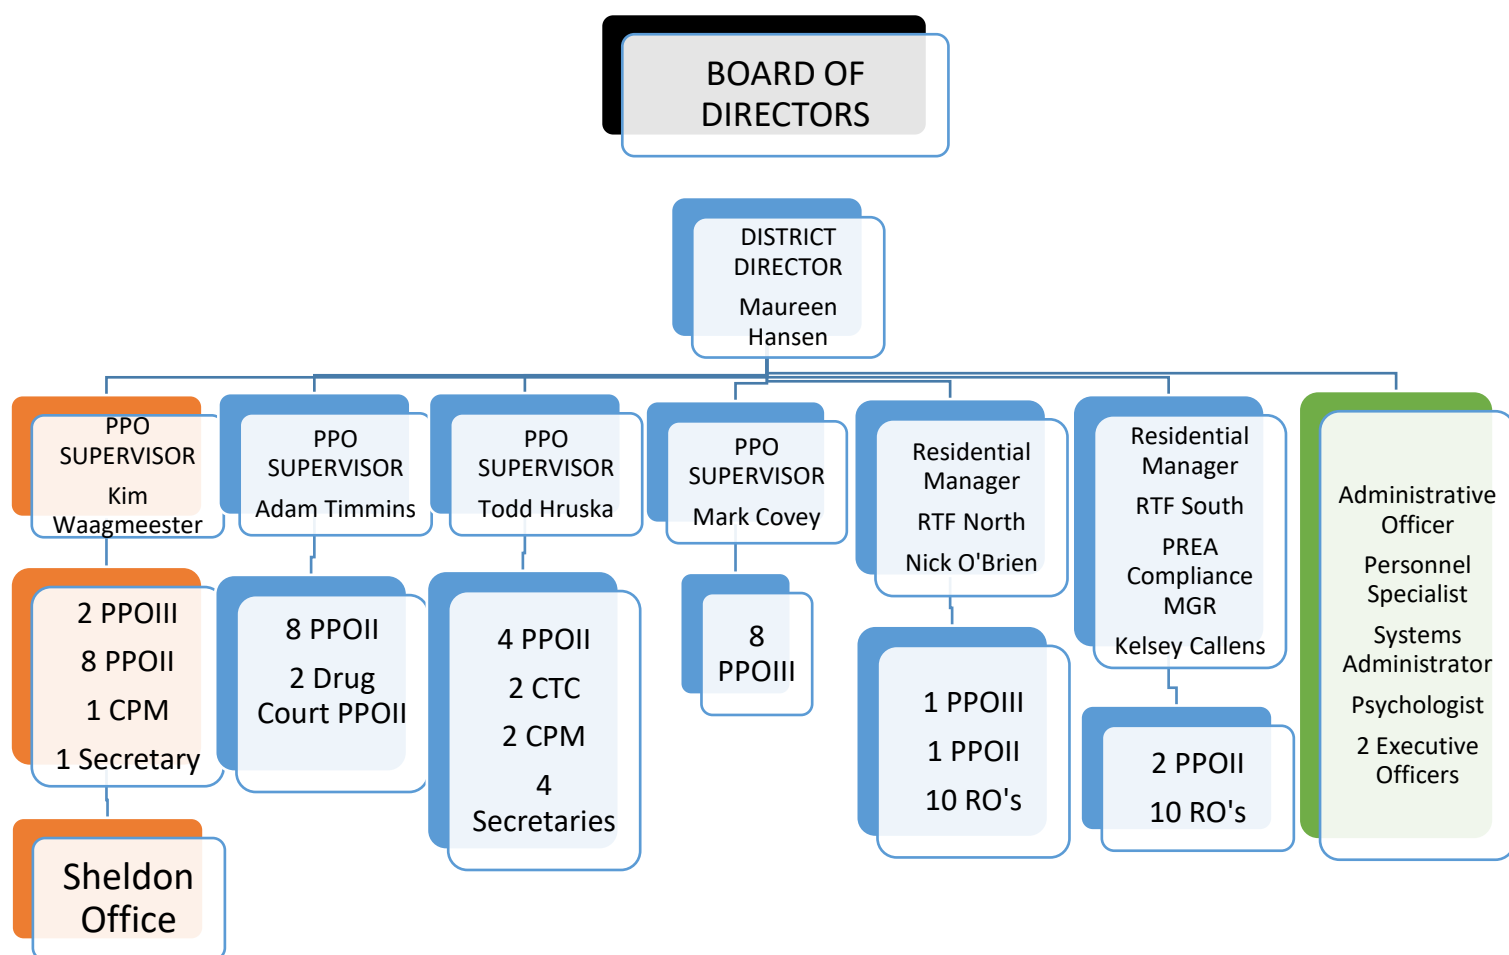 BOARD OF
DIRECTORS
DISTRICT
DIRECTOR
Maureen
Hansen
PPO
SUPERVISOR
Kim
Waagmeester
PPO
SUPERVISOR
Adam Timmins
PPO
SUPERVISOR
Todd Hruska
PPO
SUPERVISOR
Mark Covey
Residential
Manager
RTF North
Nick O'Brien
Residential
Manager
RTF South
PREA
Compliance
MGR
Kelsey Callens
Administrative
Officer
Personnel
Specialist
Systems
Administrator
Psychologist
2 Executive
Officers
2 PPOIII
8 PPOII
1 CPM
1 Secretary
8 PPOII
2 Drug
Court PPOII
4 PPOII
2 CTC
2 CPM
4
Secretaries
8
PPOIII
1 PPOIII
1 PPOII
10 RO's
2 PPOII
10 RO's
Sheldon
Office